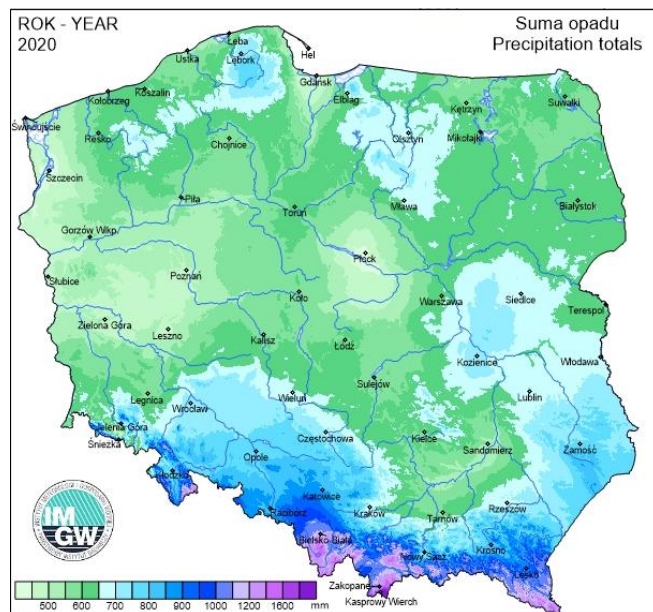 ROK - YEAR
2020
Suma opadu
Precipitation totals
Łeba
Hel
Ustka
Lębork
Gdańsk
Koszalin
Kołobrzeg
Elbląg
Kętrzyn
Suwałki
Świnoujście
Resko
Chojnice
Olsztyn
Mikołajki
Szczecin
Piła
Toruń
Mława
Białystok
Gorzów Wlkp.
Płock
Słubice
Poznań
Koło
Warszawa
Siedlce
Terespol
Zielona Góra
Leszno
Kalisz
Łódź
Kozienice
Włodawa
Sulejów
Legnica
Wrocław
Wieluń
Lublin
Jelenia Góra
Śnieżka
Częstochowa
Kielce
Sandomierz
Zamość
Opole
Kłodzko
Katowice
Racibórz
Kraków
Tarnów
Rzeszów
Bielsko-Biała
Nowy Sącz
Krosno
Lesko
Zakopane
Kasprowy Wierch
IMGW
500 600 700 800 900 1000 1200 1600 mm